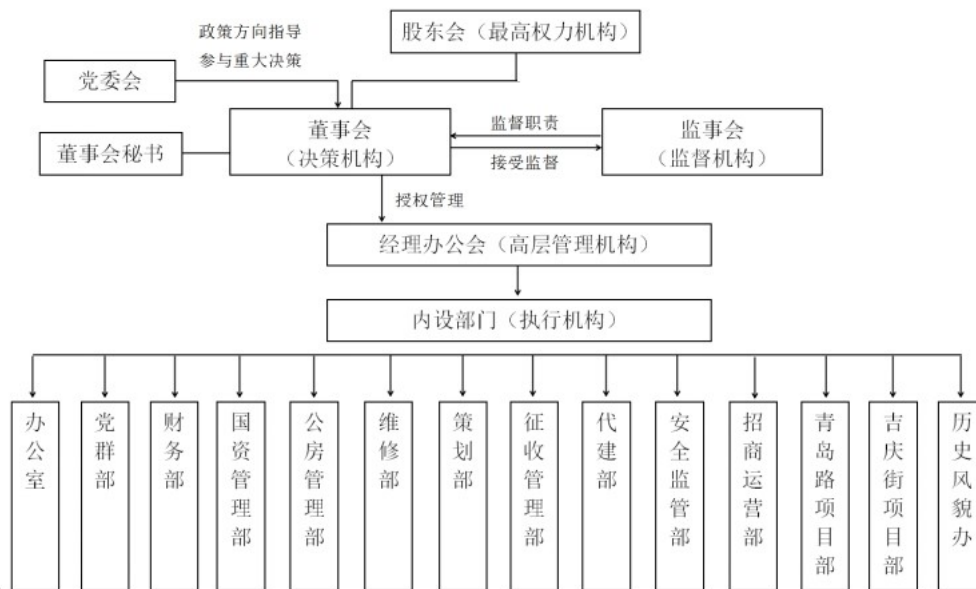 政策方向指导
参与重大决策
股东会（最高权力机构）
党委会
董事会
（决策机构）
监督职责
接受监督
监事会
（监督机构）
董事会秘书
授权管理
经理办公会（高层管理机构）
内设部门（执行机构）
办公室
党群部
财务部
国资管理部
公房管理部
维修部
策划部
征收管理部
代建部
安全监管部
招商运营部
青岛路项目部
吉庆街项目部
历史风貌办